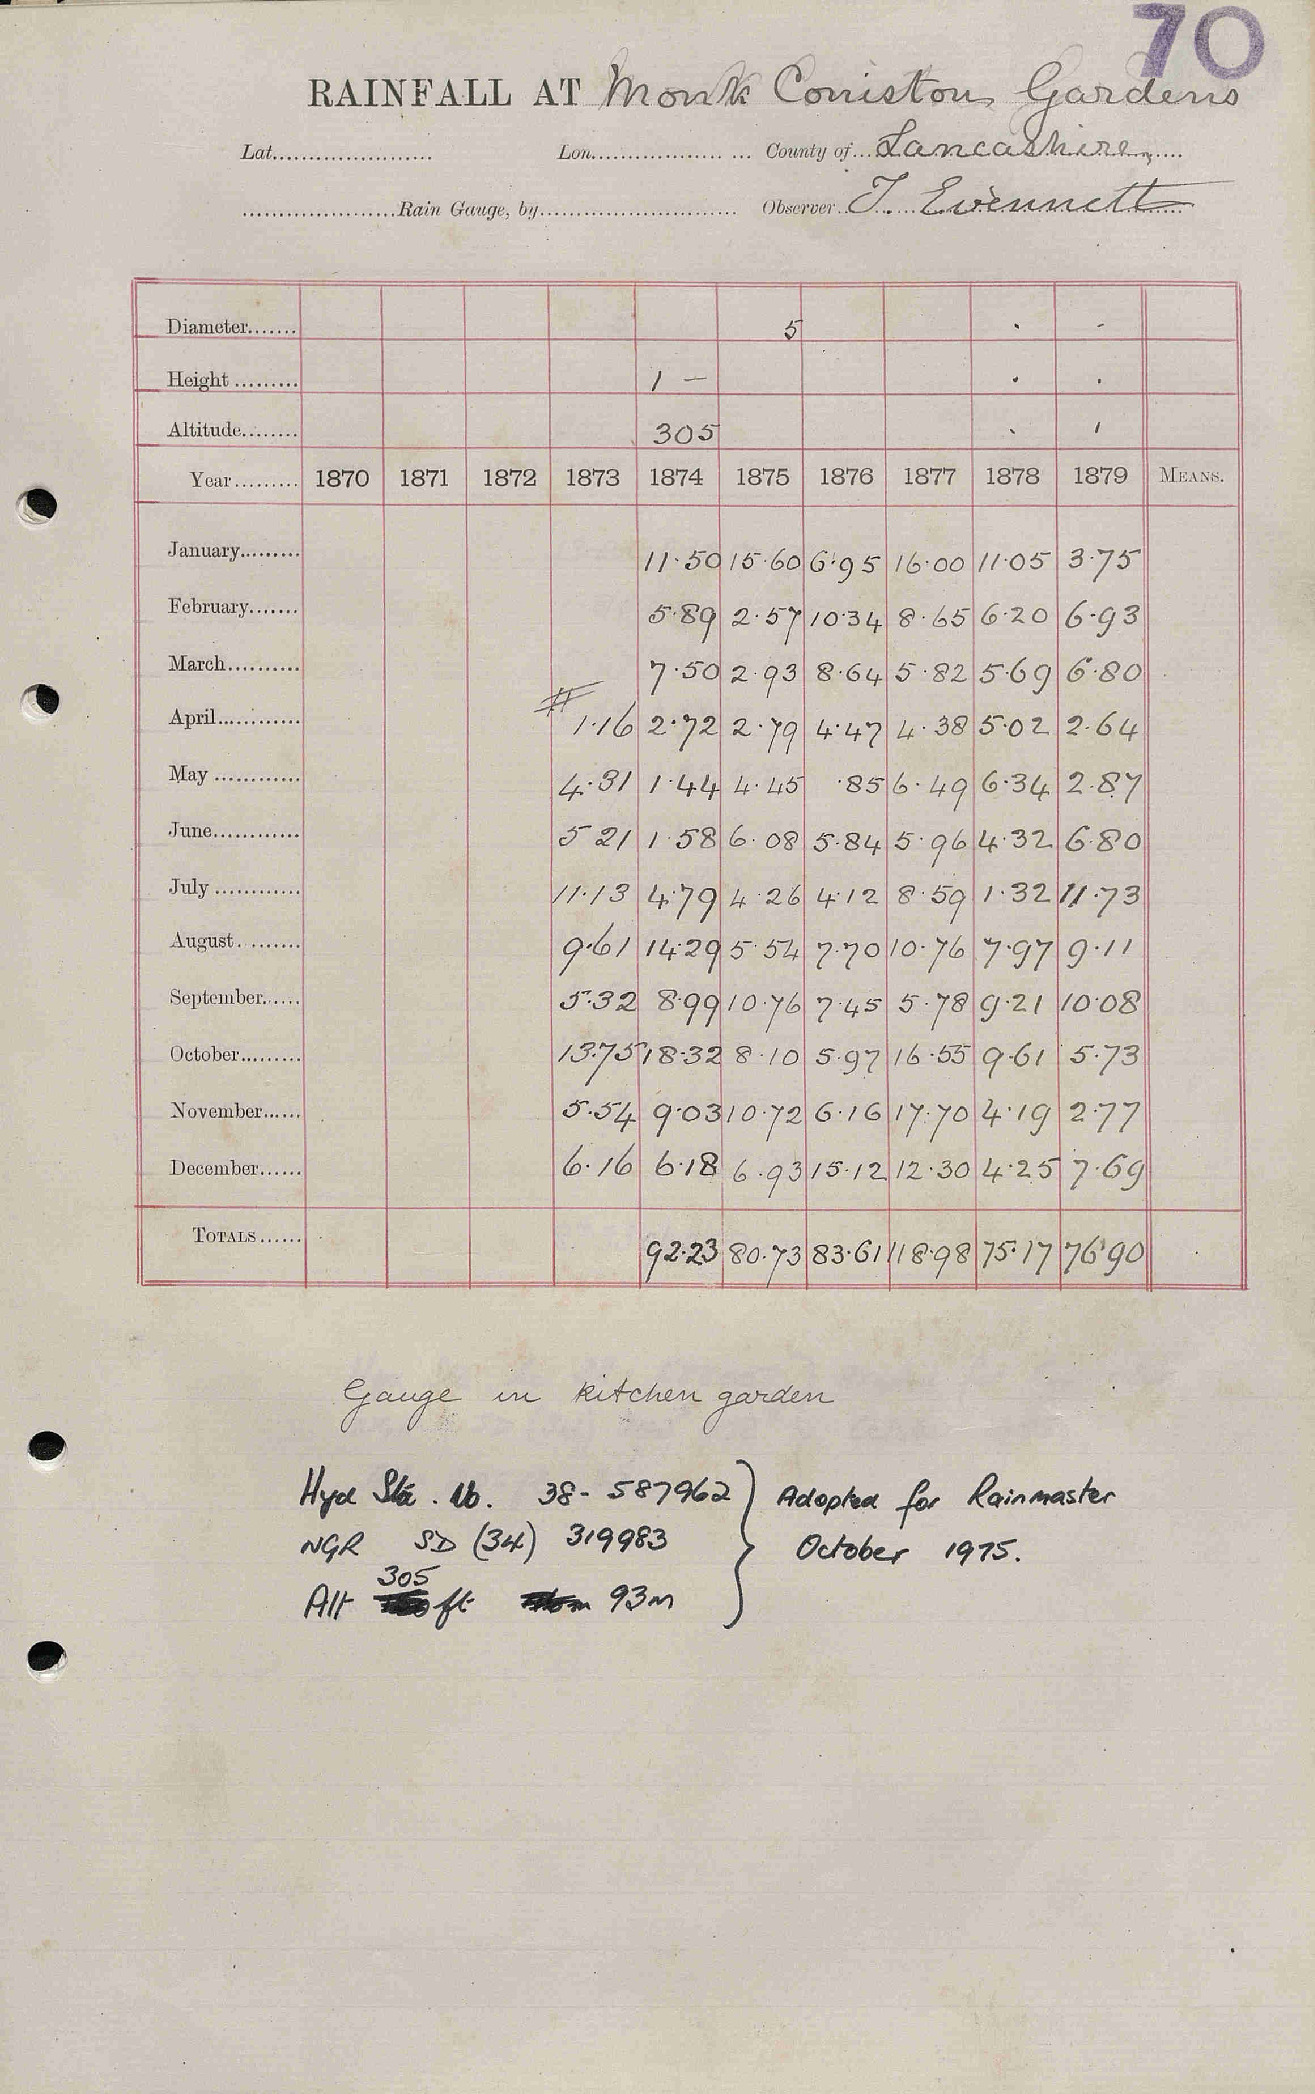 70
RAINFALL AT Monk Coniston Gardens
Lat...................... Lon.................. ... County of... Lancashire
.....................Rain Gauge, by........................... Observer.. T. Evennett
Diameter....... 5 . -
Height ......... 1 — . .
Altitude........ 305 . ı
Year......... 1870 1871 1872 1873 1874 1875 1876 1877 1878 1879 MEANS.
January......... 11·50 15·60 6·95 16·00 11·05 3·75
February....... 5·89 2·57 10·34 8·65 6·20 6·93
March.......... 7·50 2·93 8·64 5·82 5·69 6·80
April............ # 1·16 2·72 2·79 4·47 4·38 5·02 2·64
May ............ 4·31 1·44 4·45 ·85 6·49 6·34 2·87
June............ 5 21 1·58 6·08 5·84 5·96 4·32 6·80
July ............ 11·13 4·79 4·26 4·12 8·59 1·32 11·73
August.......... 9·61 14·29 5·54 7·70 10·76 7·97 9·11
September...... 5·32 8·99 10·76 7·45 5·78 9·21 10·08
October......... 13·75 18·32 8·10 5·97 16·55 9·61 5·73
November...... 5·54 9·03 10·72 6·16 17·70 4·19 2·77
December...... 6·16 6·18 6·93 15·12 12·30 4·25 7·69
TOTALS...... 92·23 80·73 83·61 118·98 75·17 76·90
Gauge in kitchen garden
Hyd Sta. No. 38- 587962 } Adopted for Rainmaster
NGR SD (34) 319983 October 1975.
305
Alt ft 93m